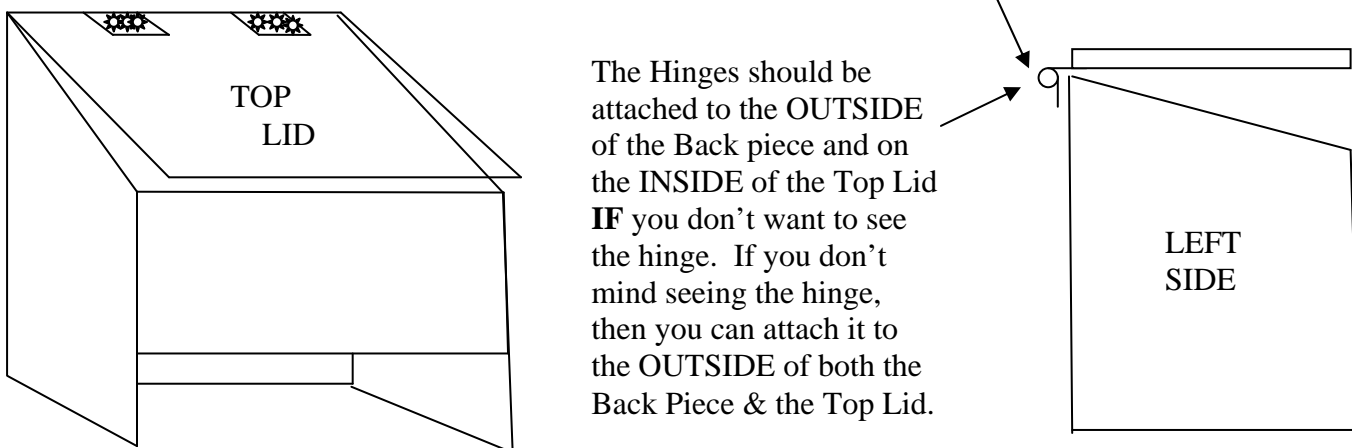 TOP
LID
The Hinges should be
attached to the OUTSIDE
of the Back piece and on
the INSIDE of the Top Lid
IF you don’t want to see
the hinge.  If you don’t
mind seeing the hinge,
then you can attach it to
the OUTSIDE of both the
Back Piece & the Top Lid.
LEFT
SIDE